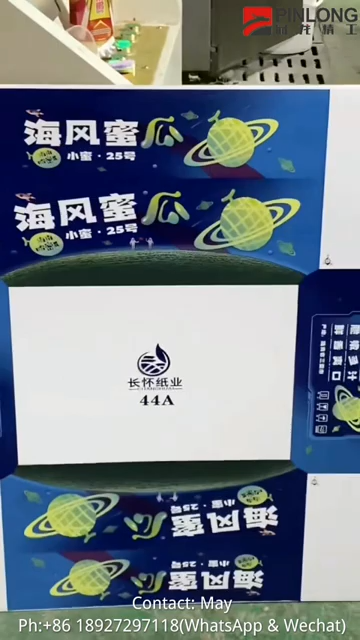 PINLONG
海风蜜瓜
小蜜·25号
海风蜜瓜
小蜜·25号
长怀纸业
44A
小蜜·25号
海风蜜瓜
小蜜·25号
海风蜜瓜
Contact: May
Ph:+86 18927297118(WhatsApp & Wechat)